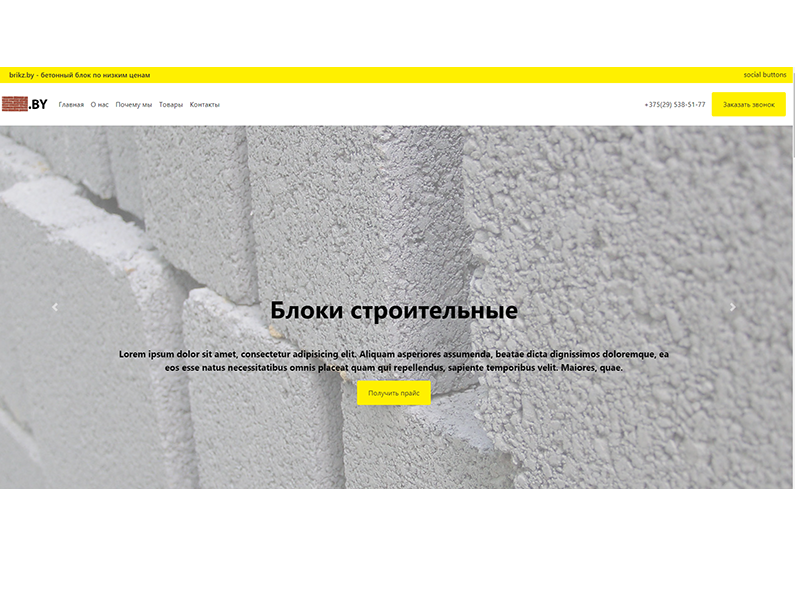 brikz.by - бетонный блок по низким ценам
social buttons
.BY
Главная О нас Почему мы Товары Контакты
+375(29) 538-51-77
Заказать звонок
Блоки строительные
Lorem ipsum dolor sit amet, consectetur adipisicing elit. Aliquam asperiores assumenda, beatae dicta dignissimos doloremque, ea
eos esse natus necessitatibus omnis placeat quam qui repellendus, sapiente temporibus velit. Maiores, quae.
Получить прайс